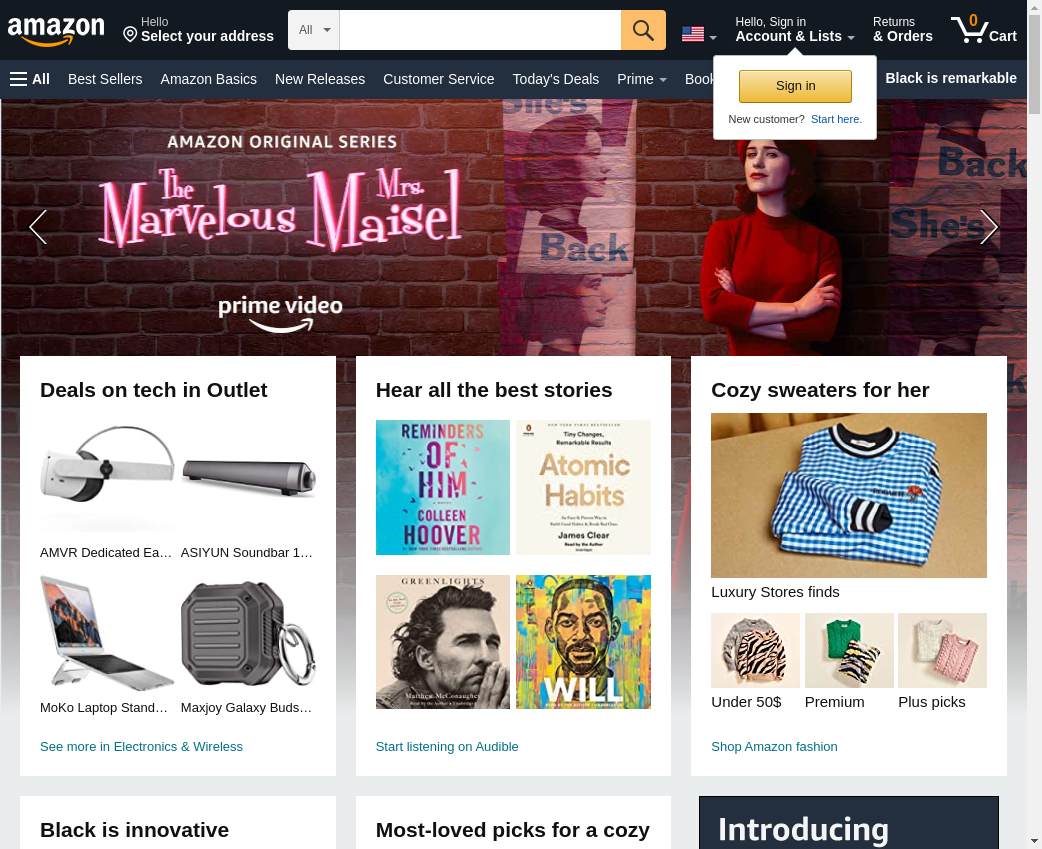 amazon
Hello
Select your address
All
Hello, Sign in
Account & Lists
Returns
& Orders
0
Cart
All
Best Sellers
Amazon Basics
New Releases
Customer Service
Today's Deals
Prime
Book
Black is remarkable
Sign in
New customer? Start here.
AMAZON ORIGINAL SERIES
The
Marvelous
Mrs.
Maisel
prime video
She's
Back
Back
She's
Deals on tech in Outlet
AMVR Dedicated Ea…
ASIYUN Soundbar 1…
MoKo Laptop Stand…
Maxjoy Galaxy Buds…
See more in Electronics & Wireless
Hear all the best stories
REMINDERS
OF
HIM
COLLEEN
HOOVER
Tiny Changes,
Remarkable Results
Atomic
Habits
James Clear
Read by the Author
GREENLIGHTS
Matthew McConaughey
WILL
Start listening on Audible
Cozy sweaters for her
Luxury Stores finds
Under 50$
Premium
Plus picks
Shop Amazon fashion
Black is innovative
Most-loved picks for a cozy
Introducing